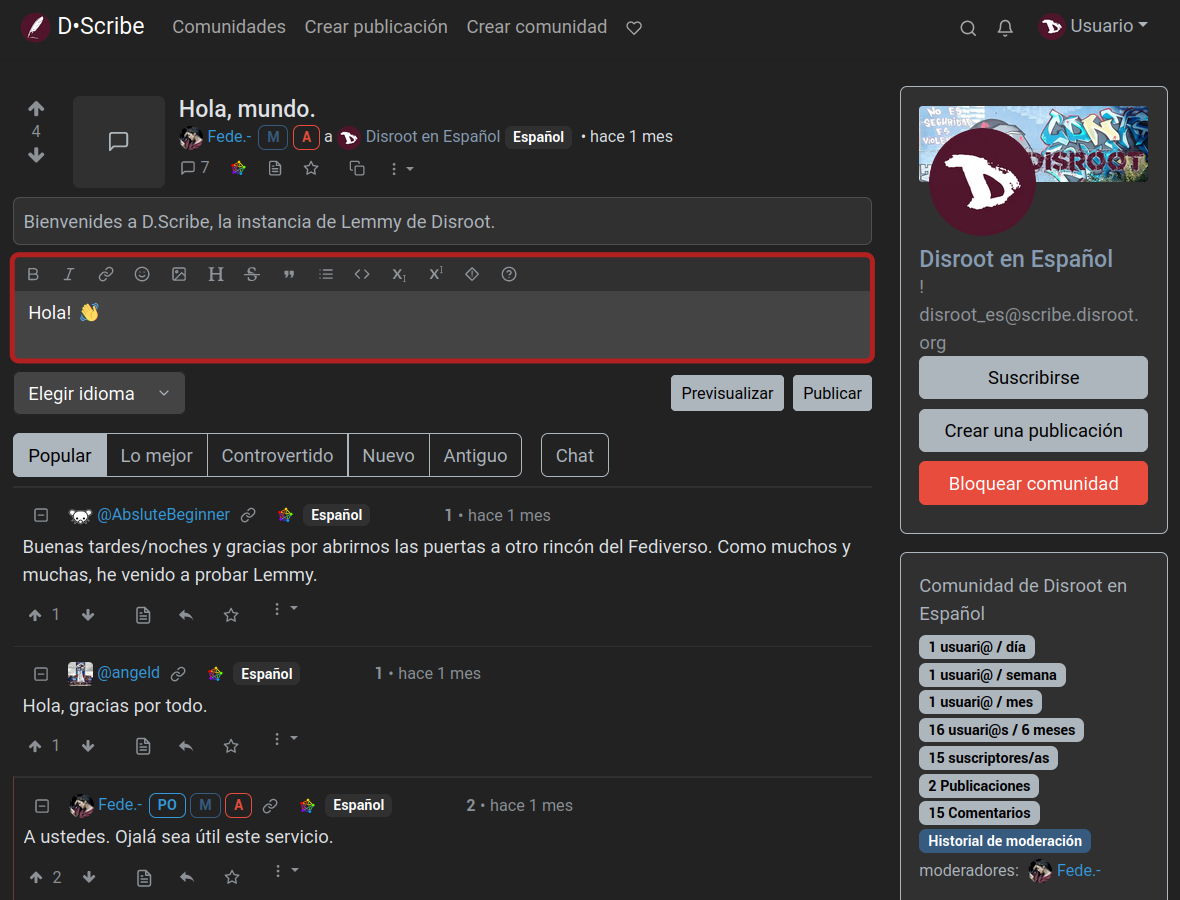 D•Scribe Comunidades Crear publicación Crear comunidad Usuario
4
Hola, mundo.
Fede.- M A a Disroot en Español Español • hace 1 mes
7
Bienvenides a D.Scribe, la instancia de Lemmy de Disroot.
B I H S X₁ X¹
Hola! 👋
Elegir idioma Previsualizar Publicar
Popular Lo mejor Controvertido Nuevo Antiguo Chat
@AbsluteBeginner Español 1 • hace 1 mes
Buenas tardes/noches y gracias por abrirnos las puertas a otro rincón del Fediverso. Como muchos y
muchas, he venido a probar Lemmy.
1
@angeld Español 1 • hace 1 mes
Hola, gracias por todo.
1
Fede.- PO M A Español 2 • hace 1 mes
A ustedes. Ojalá sea útil este servicio.
2
NO ES
SEGURIDAD
ES
DISROOT
Disroot en Español
!
disroot_es@scribe.disroot.
org
Suscribirse
Crear una publicación
Bloquear comunidad
Comunidad de Disroot en
Español
1 usuari@ / día
1 usuari@ / semana
1 usuari@ / mes
16 usuari@s / 6 meses
15 suscriptores/as
2 Publicaciones
15 Comentarios
Historial de moderación
moderadores: Fede.-